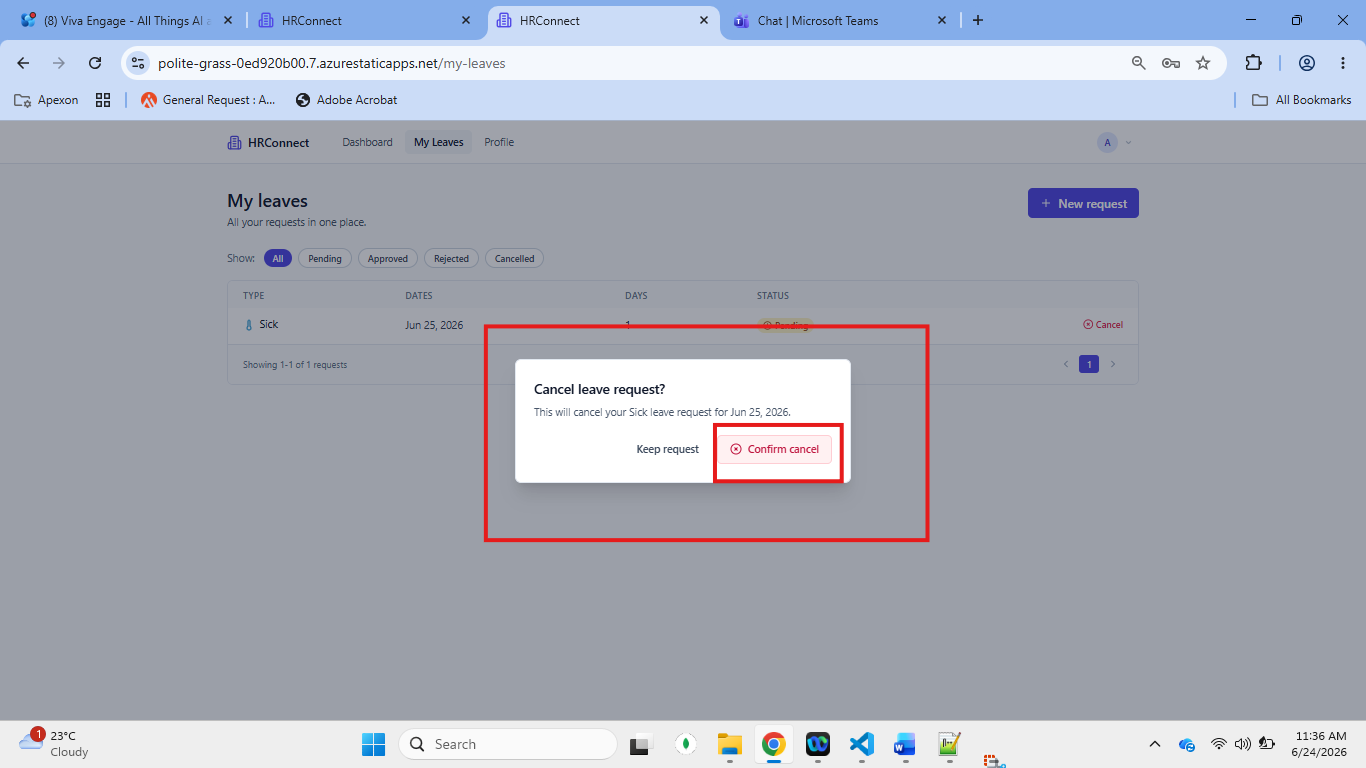 (8) Viva Engage - All Things AI a
HRConnect
HRConnect
Chat | Microsoft Teams
polite-grass-0ed920b00.7.azurestaticapps.net/my-leaves
Apexon
General Request : A...
Adobe Acrobat
All Bookmarks
HRConnect
Dashboard
My Leaves
Profile
A
My leaves
All your requests in one place.
+ New request
Show:
All
Pending
Approved
Rejected
Cancelled
TYPE DATES DAYS STATUS
Sick Jun 25, 2026 1 Pending Cancel
Showing 1-1 of 1 requests
1
Cancel leave request?
This will cancel your Sick leave request for Jun 25, 2026.
Keep request
Confirm cancel
1
23°C
Cloudy
Search
11:36 AM
6/24/2026